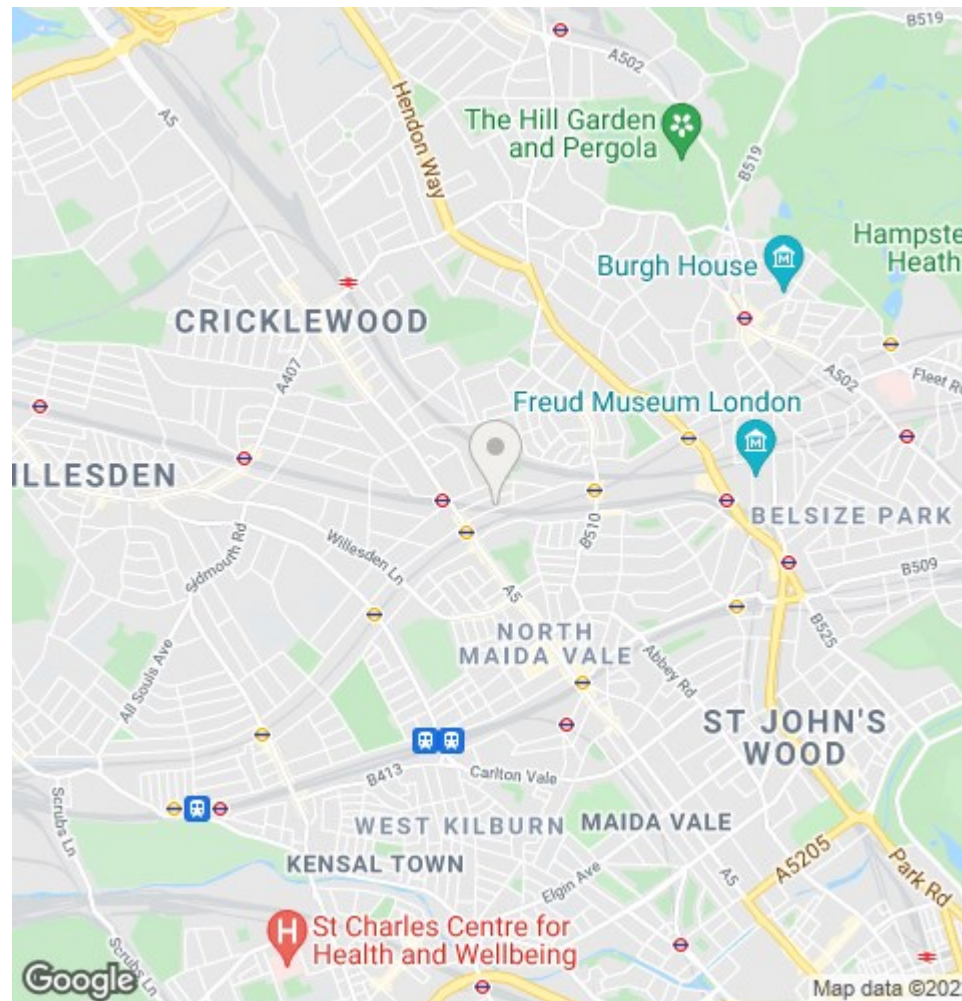 B519
A502
A5
Hendon Way
The Hill Garden
and Pergola
B519
Hampste
Heath
Burgh House
CRICKLEWOOD
A407
A502
Fleet R
Freud Museum London
ILLESDEN
BELSIZE PARK
B510
Willesden Ln
Sidmouth Rd
B509
A5
NORTH
MAIDA VALE
B525
Abbey Rd
All Souls Ave
ST JOHN'S
WOOD
B413
Carlton Vale
Scrubs Ln
WEST KILBURN
MAIDA VALE
KENSAL TOWN
A5205
Elgin Ave
A5
Park Rd
H
St Charles Centre for
Health and Wellbeing
Scrubs Ln
Google
Map data ©202